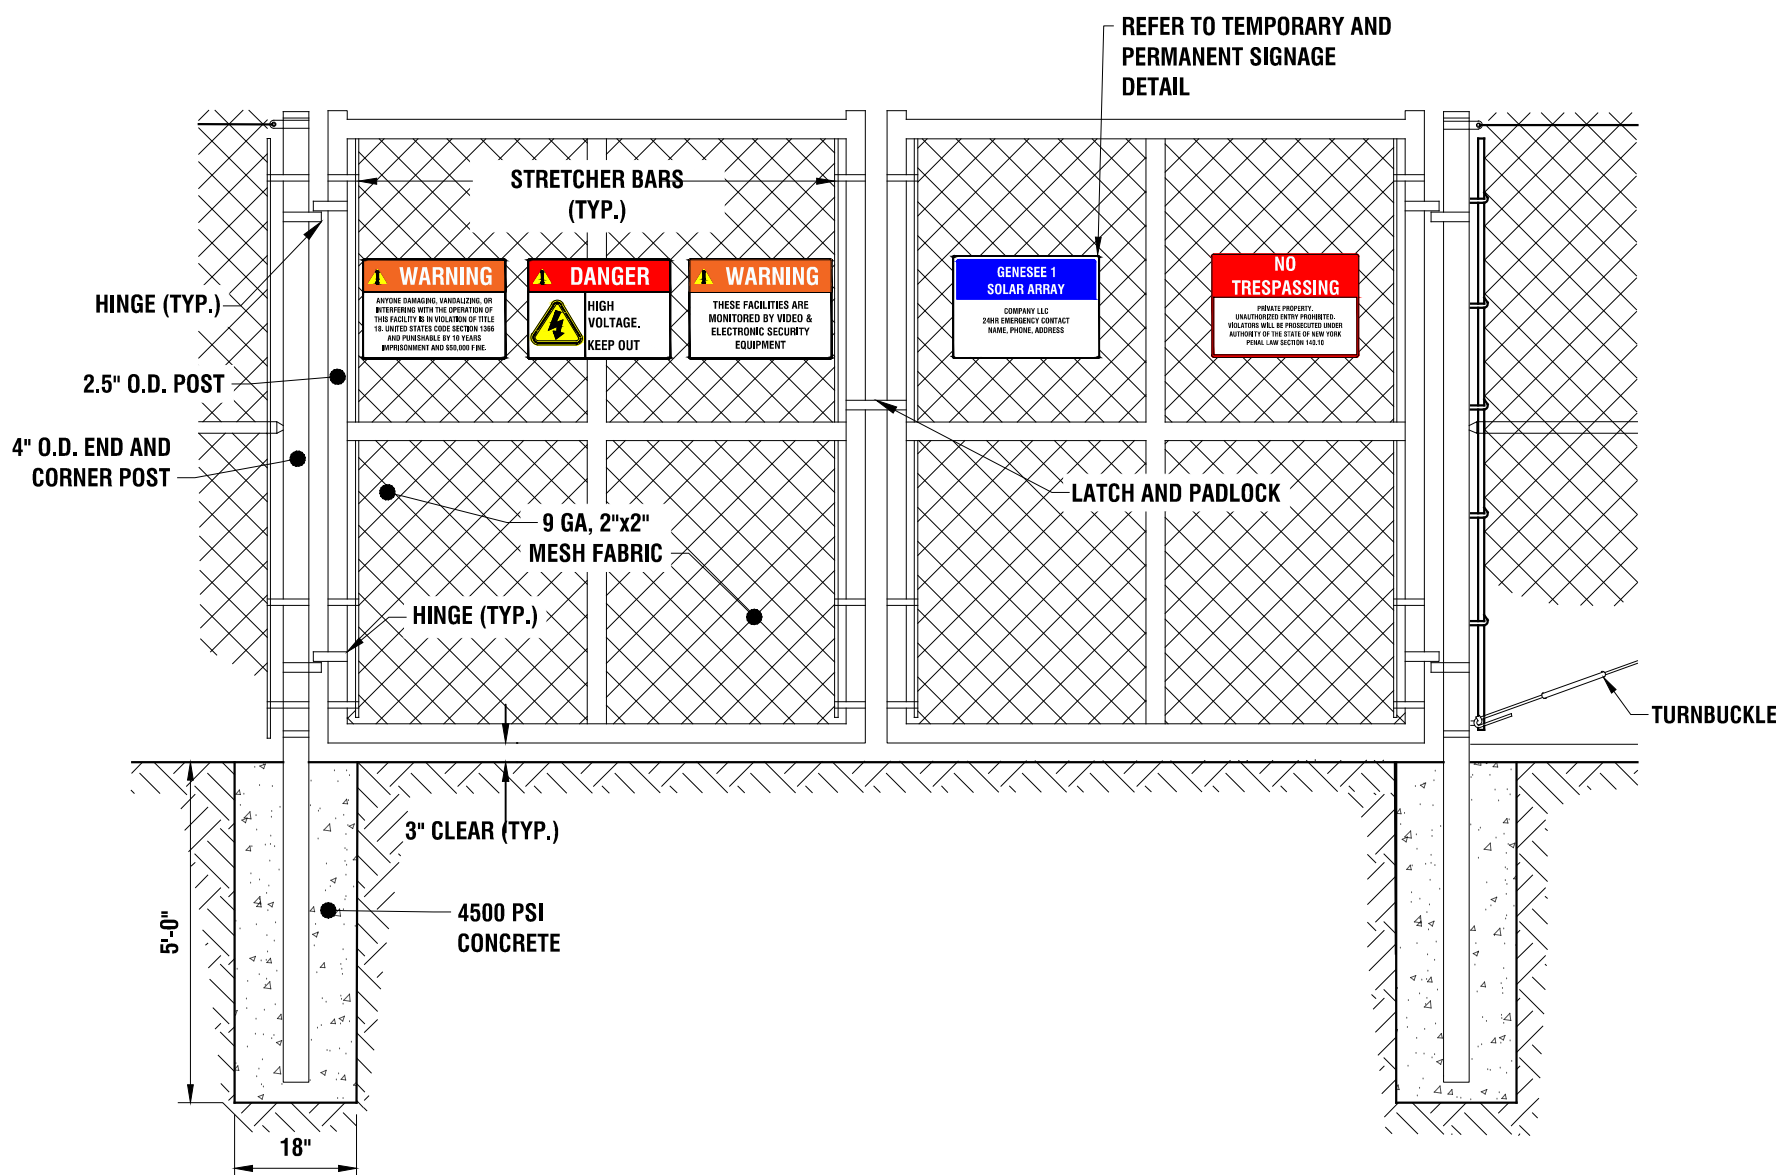 REFER TO TEMPORARY AND
PERMANENT SIGNAGE
DETAIL
STRETCHER BARS
(TYP.)
HINGE (TYP.)
WARNING
ANYONE DAMAGING, VANDALIZING, OR
INTERFERING WITH THE OPERATION OF
THIS FACILITY IS IN VIOLATION OF TITLE
18. UNITED STATES CODE SECTION 1366
AND PUNISHABLE BY 10 YEARS
IMPRISONMENT AND $50,000 FINE.
DANGER
HIGH
VOLTAGE.
KEEP OUT
WARNING
THESE FACILITIES ARE
MONITORED BY VIDEO &
ELECTRONIC SECURITY
EQUIPMENT
GENESEE 1
SOLAR ARRAY
COMPANY LLC
24HR EMERGENCY CONTACT
NAME, PHONE, ADDRESS
NO
TRESPASSING
PRIVATE PROPERTY.
UNAUTHORIZED ENTRY PROHIBITED.
VIOLATORS WILL BE PROSECUTED UNDER
AUTHORITY OF THE STATE OF NEW YORK
PENAL LAW SECTION 140.10
2.5" O.D. POST
4" O.D. END AND
CORNER POST
LATCH AND PADLOCK
9 GA, 2"x2"
MESH FABRIC
HINGE (TYP.)
TURNBUCKLE
3" CLEAR (TYP.)
4500 PSI
CONCRETE
5'-0"
18"